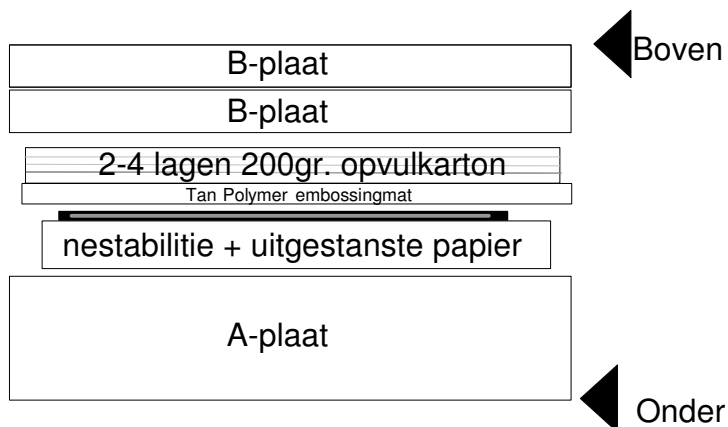 B-plaat
Boven
B-plaat
2-4 lagen 200gr. opvulkarton
Tan Polymer embossingmat
nestabilitie + uitgestanste papier
A-plaat
Onder